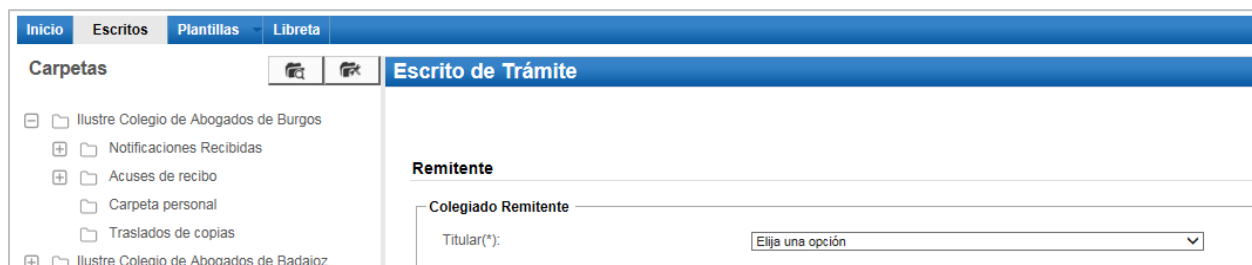 Inicio Escritos Plantillas Libreta
Carpetas
Escrito de Trámite
Ilustre Colegio de Abogados de Burgos
Notificaciones Recibidas
Acuses de recibo
Carpeta personal
Traslados de copias
Ilustre Colegio de Abogados de Badajoz
Remitente
Colegiado Remitente
Titular(*): Elija una opción